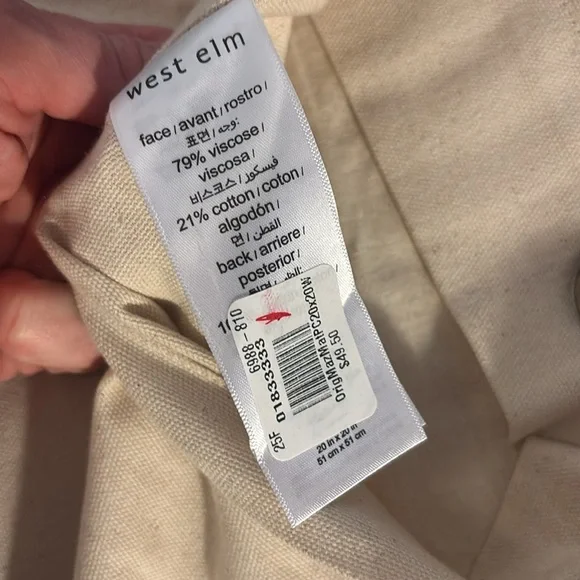 west elm
face / avant / rostro /
표면 / وجه:
79% viscose /
viscosa /
비스코스 / فيسكوز /
21% cotton / coton /
algodón /
면 / القطن /
back / arriere /
posterior /
25F
01833333
6988-810
OrigMazMatPC20x20W
$49.50
20 in x 20 in
51 cm x 51 cm